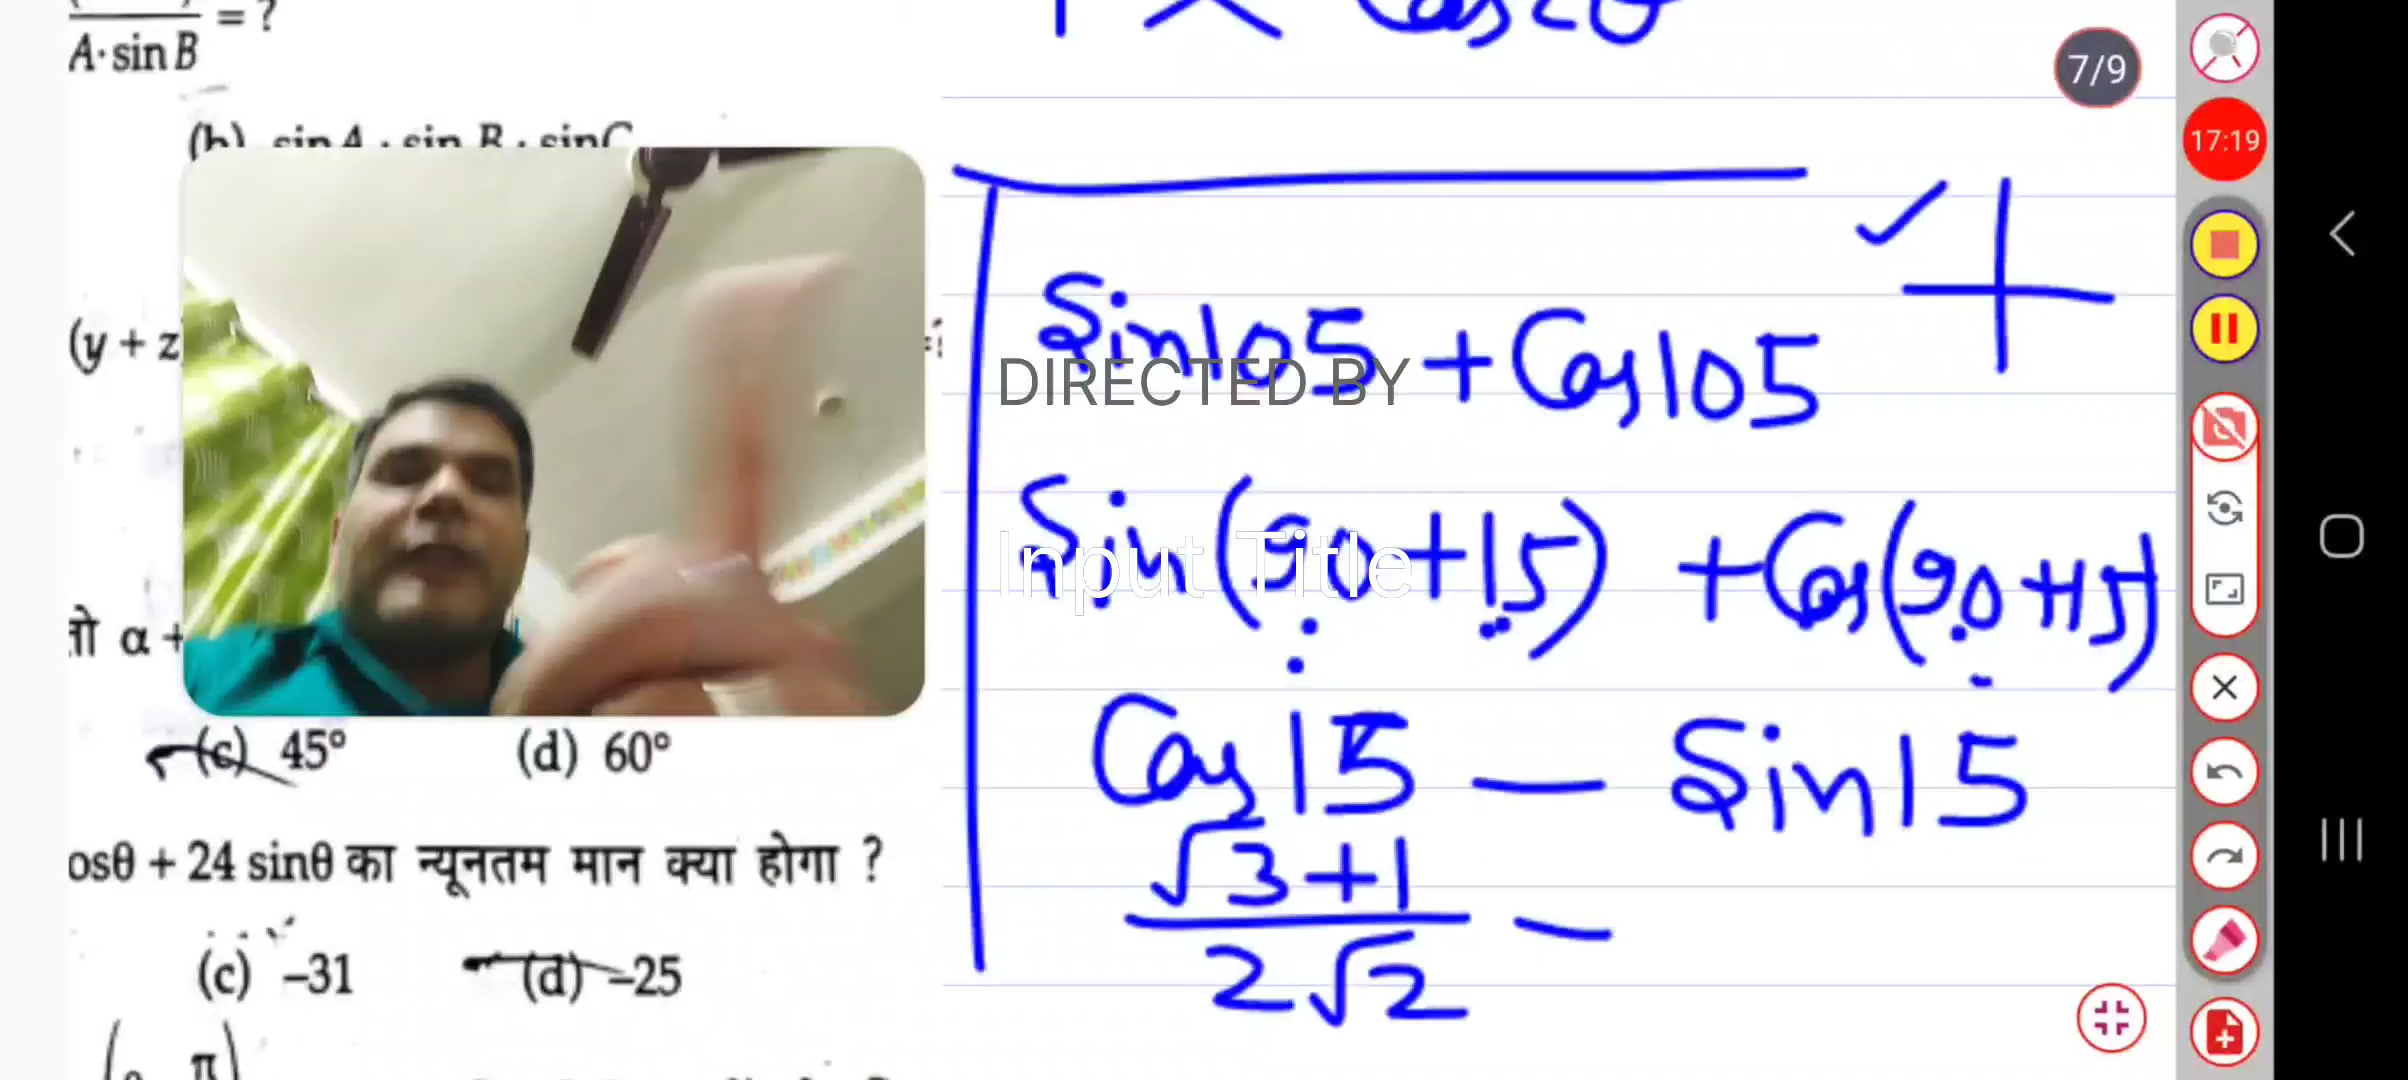 = ?
A·sin B
7/9
17:19
(b) sin A · sin B · sin C
(y + z
Sin105 + Cos105
DIRECTED BY
Sin(90+15) + Cos(90+15)
Input Title
तो α +
Cos15 — Sin15
(c) 45° (d) 60°
√3+1
2√2
—
osθ + 24 sinθ का न्यूनतम मान क्या होगा ?
(c) –31 (d) –25
π